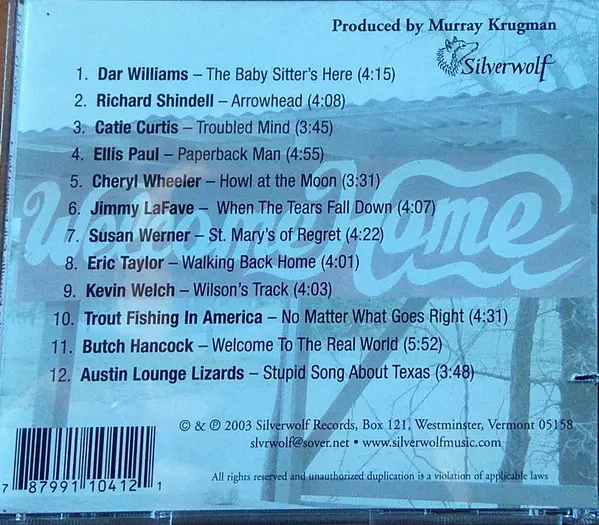 Produced by Murray Krugman
Silverwolf
1. Dar Williams – The Baby Sitter's Here (4:15)
2. Richard Shindell – Arrowhead (4:08)
3. Catie Curtis – Troubled Mind (3:45)
4. Ellis Paul – Paperback Man (4:55)
5. Cheryl Wheeler – Howl at the Moon (3:31)
6. Jimmy LaFave – When The Tears Fall Down (4:07)
7. Susan Werner – St. Mary's of Regret (4:22)
8. Eric Taylor – Walking Back Home (4:01)
9. Kevin Welch – Wilson's Track (4:03)
10. Trout Fishing In America – No Matter What Goes Right (4:31)
11. Butch Hancock – Welcome To The Real World (5:52)
12. Austin Lounge Lizards – Stupid Song About Texas (3:48)
Home
© & ℗ 2003 Silverwolf Records, Box 121, Westminster, Vermont 05158
slvrwolf@sover.net • www.silverwolfmusic.com
All rights reserved and unauthorized duplication is a violation of applicable laws
7 87991 10412 1